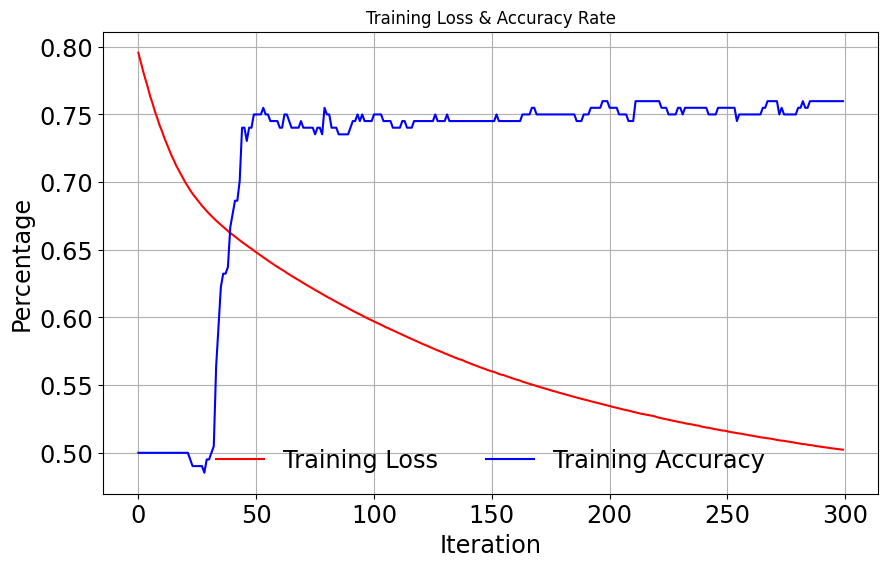 Training Loss & Accuracy Rate
0.80
0.75
0.70
0.65
0.60
0.55
0.50
Percentage
Training Loss
Training Accuracy
0
50
100
150
200
250
300
Iteration